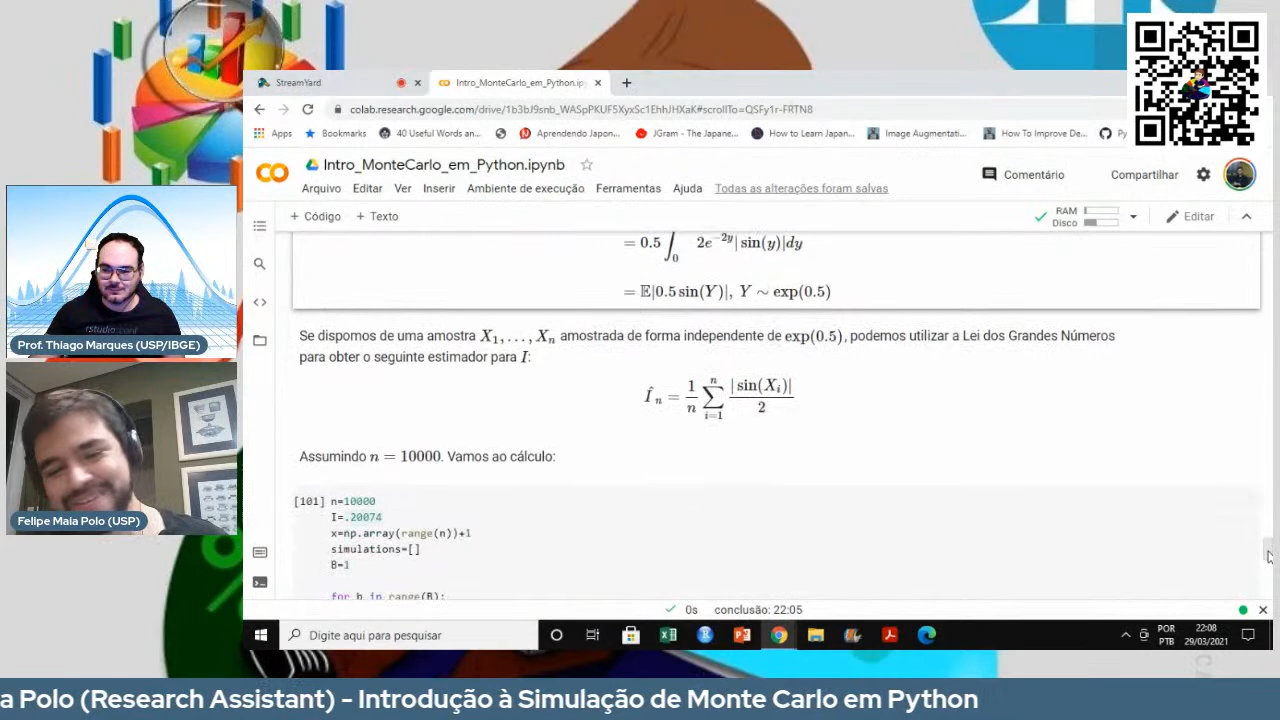 StreamYard
Intro_MonteCarlo_em_Python.ip
colab.research.google.com/drive/1b3bJ9snb_WASpPKUF5XyxSc1EhhJHXaK#scrollTo=QSFy1r-FRTN8
Apps
Bookmarks
40 Useful Words an...
Aprendendo Japon...
JGram - The Japane...
How to Learn Japan...
Image Augmentati...
How To Improve De...
Py
Intro_MonteCarlo_em_Python.ipynb
Comentário
Compartilhar
Arquivo Editar Ver Inserir Ambiente de execução Ferramentas Ajuda Todas as alterações foram salvas
+ Código + Texto
RAM
Disco
Editar
= 0.5 ∫₀ 2e^{-2y}| sin(y)|dy
= 𝔼|0.5 sin(Y)|, Y ∼ exp(0.5)
Se dispomos de uma amostra X₁, . . . , Xₙ amostrada de forma independente de exp(0.5), podemos utilizar a Lei dos Grandes Números
para obter o seguinte estimador para I:
Î ₙ = 1/n ∑_{i=1}^{n} | sin(Xᵢ)|/2
Assumindo n = 10000. Vamos ao cálculo:
[101] n=10000
I=.20074
x=np.array(range(n))+1
simulations=[]
B=1
for b in range(B):
0s conclusão: 22:05
Digite aqui para pesquisar
POR
PTB
22:08
29/03/2021
rstudio::conf
Prof. Thiago Marques (USP/IBGE)
Felipe Maia Polo (USP)
a Polo (Research Assistant) - Introdução à Simulação de Monte Carlo em Python